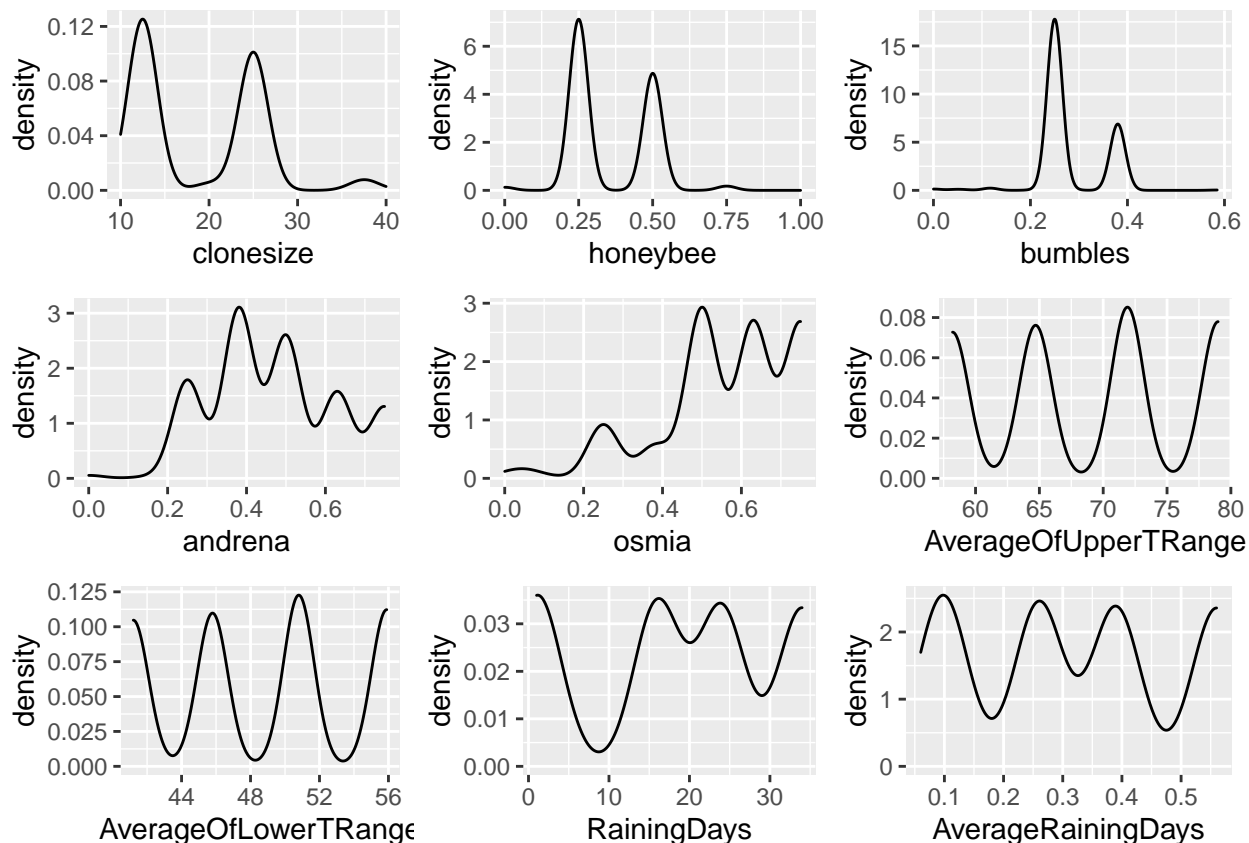 density
0.12
0.08
0.04
0.00
10 20 30 40
clonesize
density
6
4
2
0
0.00 0.25 0.50 0.75 1.00
honeybee
density
15
10
5
0
0.0 0.2 0.4 0.6
bumbles
density
3
2
1
0
0.0 0.2 0.4 0.6
andrena
density
3
2
1
0
0.0 0.2 0.4 0.6
osmia
density
0.08
0.06
0.04
0.02
0.00
60 65 70 75 80
AverageOfUpperTRange
density
0.125
0.100
0.075
0.050
0.025
0.000
44 48 52 56
AverageOfLowerTRange
density
0.03
0.02
0.01
0.00
0 10 20 30
RainingDays
density
2
1
0
0.1 0.2 0.3 0.4 0.5
AverageRainingDays